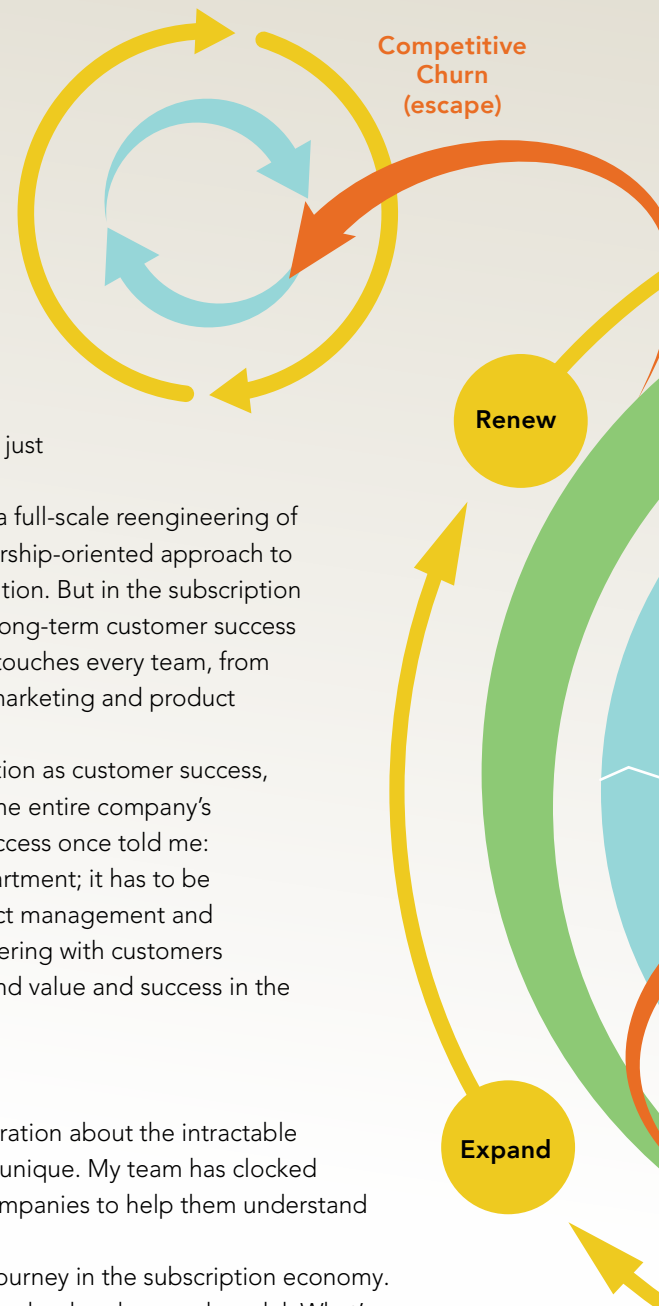 Competitive
Churn
(escape)
Renew
just
a full-scale reengineering of
ership-oriented approach to
tion. But in the subscription
ong-term customer success
touches every team, from
marketing and product
tion as customer success,
he entire company's
ccess once told me:
artment; it has to be
ct management and
ering with customers
nd value and success in the
Expand
ration about the intractable
unique. My team has clocked
ompanies to help them understand
ourney in the subscription economy.